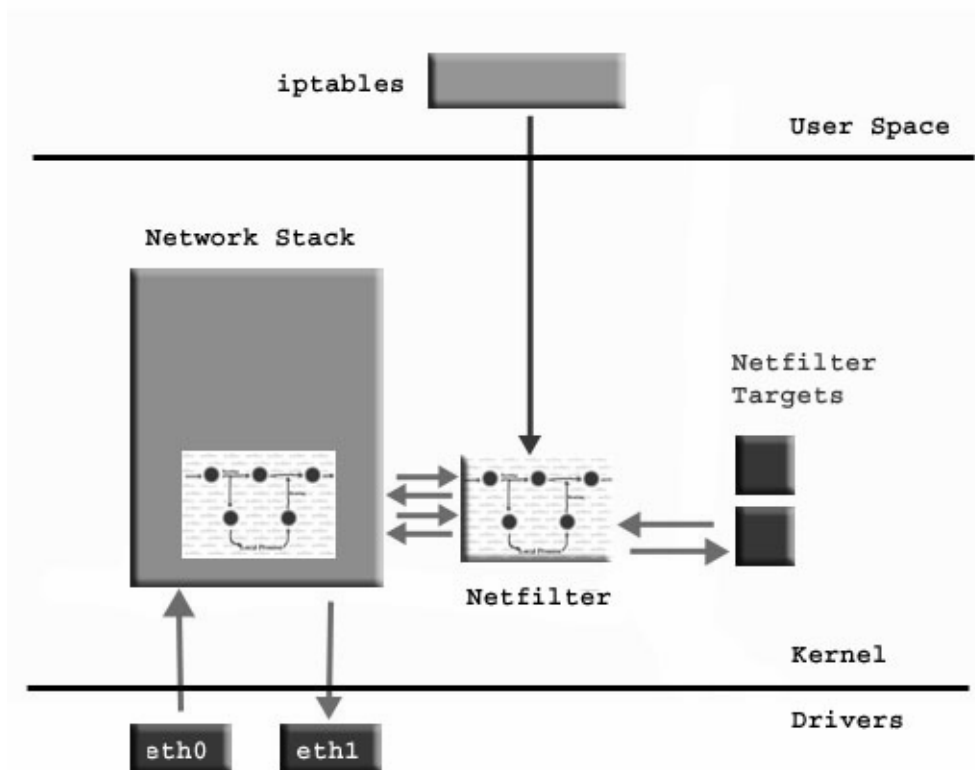 iptables
User Space
Network Stack
Netfilter
Targets
Netfilter
Kernel
Drivers
eth0
eth1